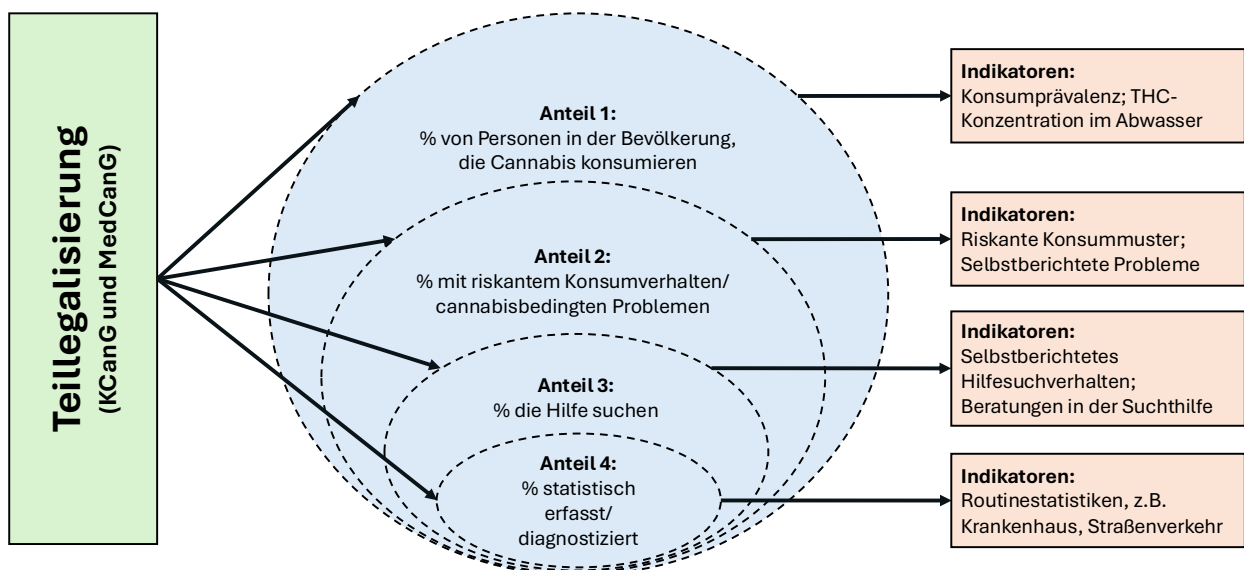 Teillegalisierung
(KCanG und MedCanG)
Anteil 1:
% von Personen in der Bevölkerung,
die Cannabis konsumieren
Anteil 2:
% mit riskantem Konsumverhalten/
cannabisbedingten Problemen
Anteil 3:
% die Hilfe suchen
Anteil 4:
% statistisch
erfasst/
diagnostiziert
Indikatoren:
Konsumprävalenz; THC-
Konzentration im Abwasser
Indikatoren:
Riskante Konsummuster;
Selbstberichtete Probleme
Indikatoren:
Selbstberichtetes
Hilfesuchverhalten;
Beratungen in der Suchthilfe
Indikatoren:
Routinestatistiken, z.B.
Krankenhaus, Straßenverkehr